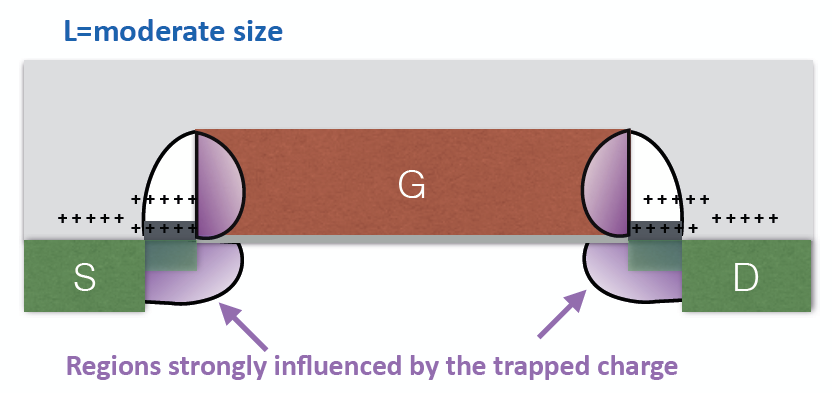 L=moderate size
G
+++++ +++++
+++++ +++++
+++++ +++++
S D
Regions strongly influenced by the trapped charge